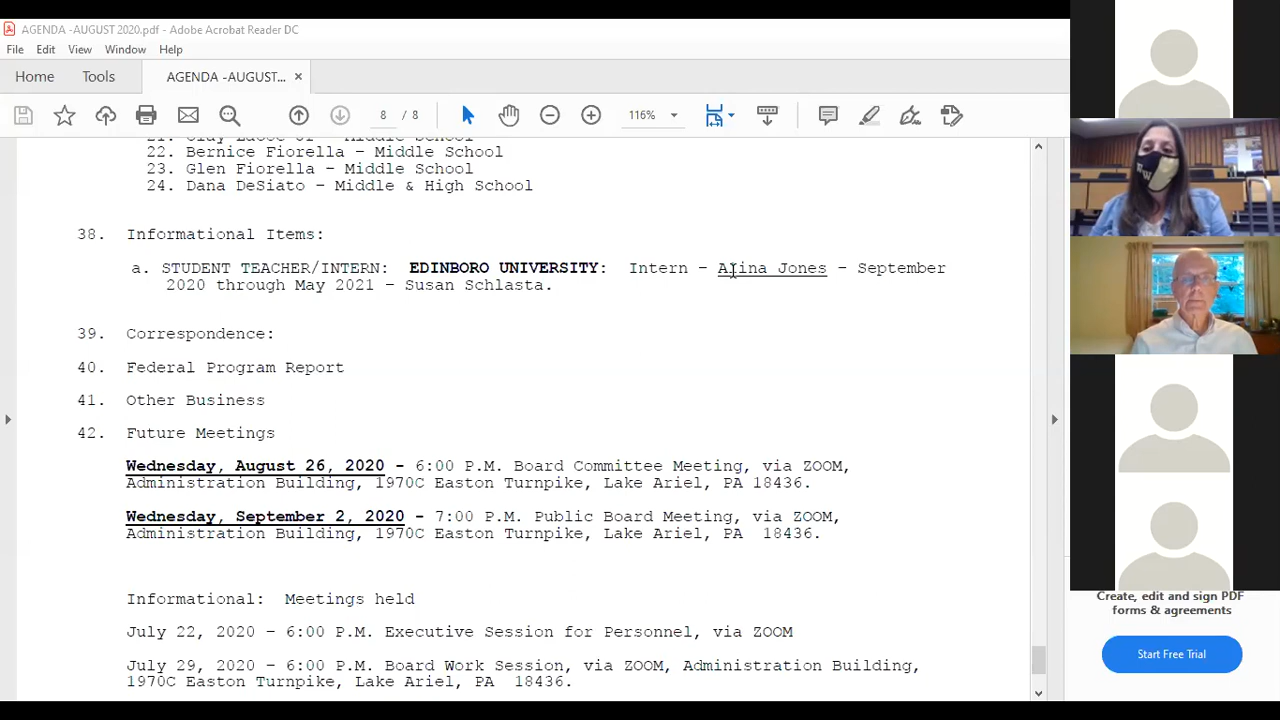 AGENDA -AUGUST 2020.pdf - Adobe Acrobat Reader DC
File Edit View Window Help
Home Tools AGENDA -AUGUST... ×
8 / 8 116%
22. Bernice Fiorella – Middle School
23. Glen Fiorella – Middle School
24. Dana DeSiato – Middle & High School
38. Informational Items:
a. STUDENT TEACHER/INTERN: EDINBORO UNIVERSITY: Intern – Alina Jones – September
2020 through May 2021 – Susan Schlasta.
39. Correspondence:
40. Federal Program Report
41. Other Business
42. Future Meetings
Wednesday, August 26, 2020 - 6:00 P.M. Board Committee Meeting, via ZOOM,
Administration Building, 1970C Easton Turnpike, Lake Ariel, PA 18436.
Wednesday, September 2, 2020 - 7:00 P.M. Public Board Meeting, via ZOOM,
Administration Building, 1970C Easton Turnpike, Lake Ariel, PA 18436.
Informational: Meetings held
July 22, 2020 – 6:00 P.M. Executive Session for Personnel, via ZOOM
July 29, 2020 – 6:00 P.M. Board Work Session, via ZOOM, Administration Building,
1970C Easton Turnpike, Lake Ariel, PA 18436.
Create, edit and sign PDF
forms & agreements
Start Free Trial